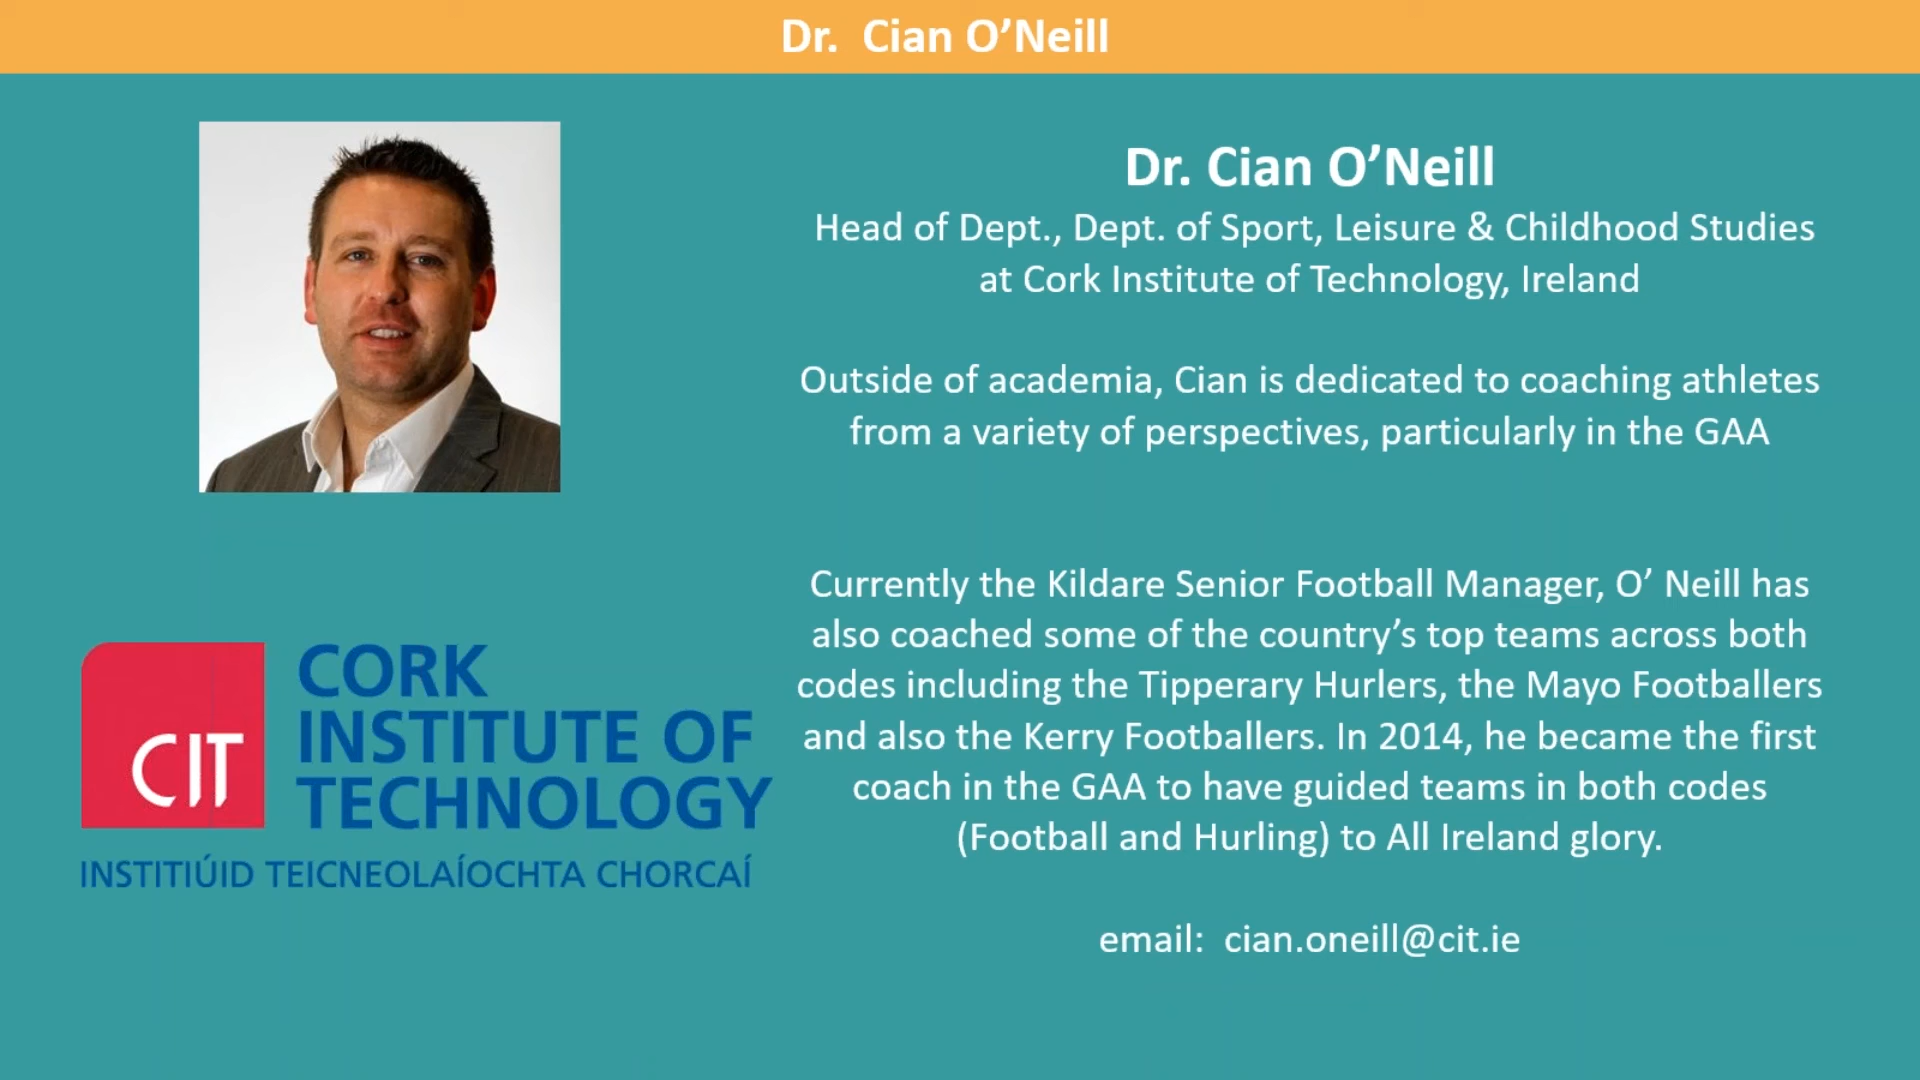 Dr.  Cian O’Neill
Dr. Cian O’Neill
Head of Dept., Dept. of Sport, Leisure & Childhood Studies
at Cork Institute of Technology, Ireland
Outside of academia, Cian is dedicated to coaching athletes
from a variety of perspectives, particularly in the GAA
Currently the Kildare Senior Football Manager, O’ Neill has
also coached some of the country’s top teams across both
codes including the Tipperary Hurlers, the Mayo Footballers
and also the Kerry Footballers. In 2014, he became the first
coach in the GAA to have guided teams in both codes
(Football and Hurling) to All Ireland glory.
email:  cian.oneill@cit.ie
CIT
CORK
INSTITUTE OF
TECHNOLOGY
INSTITIÚID TEICNEOLAÍOCHTA CHORCAÍ